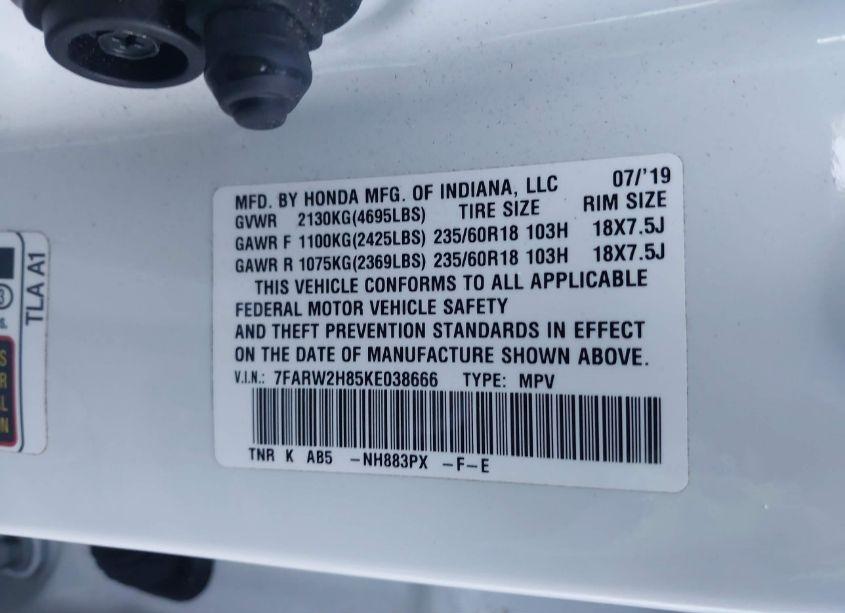 MFD. BY HONDA MFG. OF INDIANA, LLC 07/'19
GVWR 2130KG(4695LBS) TIRE SIZE RIM SIZE
GAWR F 1100KG(2425LBS) 235/60R18 103H 18X7.5J
GAWR R 1075KG(2369LBS) 235/60R18 103H 18X7.5J
THIS VEHICLE CONFORMS TO ALL APPLICABLE
FEDERAL MOTOR VEHICLE SAFETY
AND THEFT PREVENTION STANDARDS IN EFFECT
ON THE DATE OF MANUFACTURE SHOWN ABOVE.
V.I.N.: 7FARW2H85KE038666 TYPE: MPV
TNR K AB5 -NH883PX -F-E
TLA A1